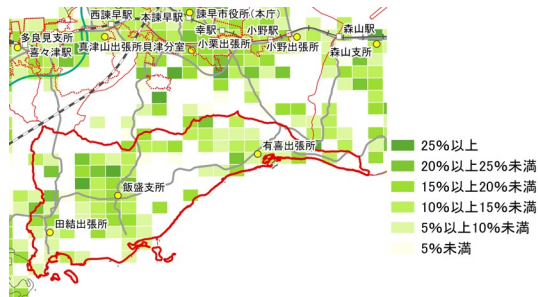 諫早市役所(本庁)
西諫早駅
本諫早駅
幸駅
小野駅
森山駅
多良見支所
真津山出張所
貝津分室
小栗出張所
小野出張所
森山支所
喜々津駅
有喜出張所
飯盛支所
田結出張所
25%以上
20%以上25%未満
15%以上20%未満
10%以上15%未満
5%以上10%未満
5%未満